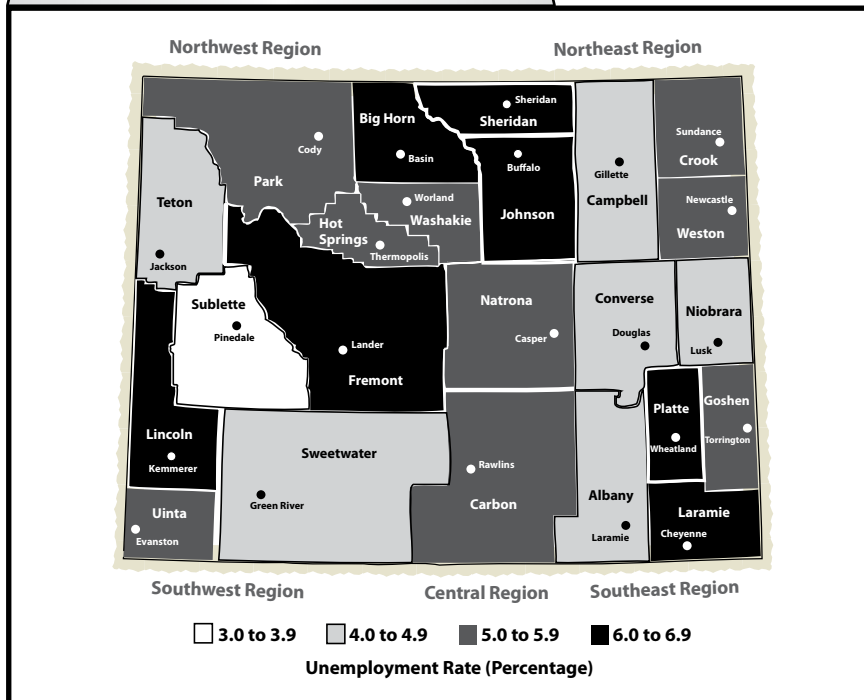 Northwest Region
Northeast Region
Big Horn
Basin
Sheridan
Sheridan
Cody
Park
Buffalo
Johnson
Gillette
Campbell
Sundance
Crook
Newcastle
Weston
Teton
Jackson
Worland
Washakie
Hot
Springs
Thermopolis
Sublette
Pinedale
Lander
Fremont
Natrona
Casper
Converse
Douglas
Niobrara
Lusk
Lincoln
Kemmerer
Sweetwater
Green River
Rawlins
Carbon
Platte
Wheatland
Goshen
Torrington
Albany
Laramie
Laramie
Cheyenne
Uinta
Evanston
Southwest Region
Central Region
Southeast Region
3.0 to 3.9
4.0 to 4.9
5.0 to 5.9
6.0 to 6.9
Unemployment Rate (Percentage)